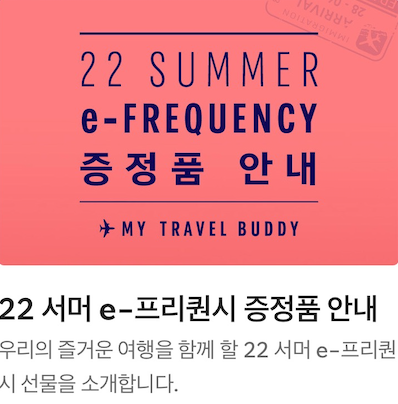 IMMIGRATION
ARRIVAL
22 SUMMER
e-FREQUENCY
증정품 안내
MY TRAVEL BUDDY
22 서머 e-프리퀀시 증정품 안내
우리의 즐거운 여행을 함께 할 22 서머 e-프리퀀
시 선물을 소개합니다.